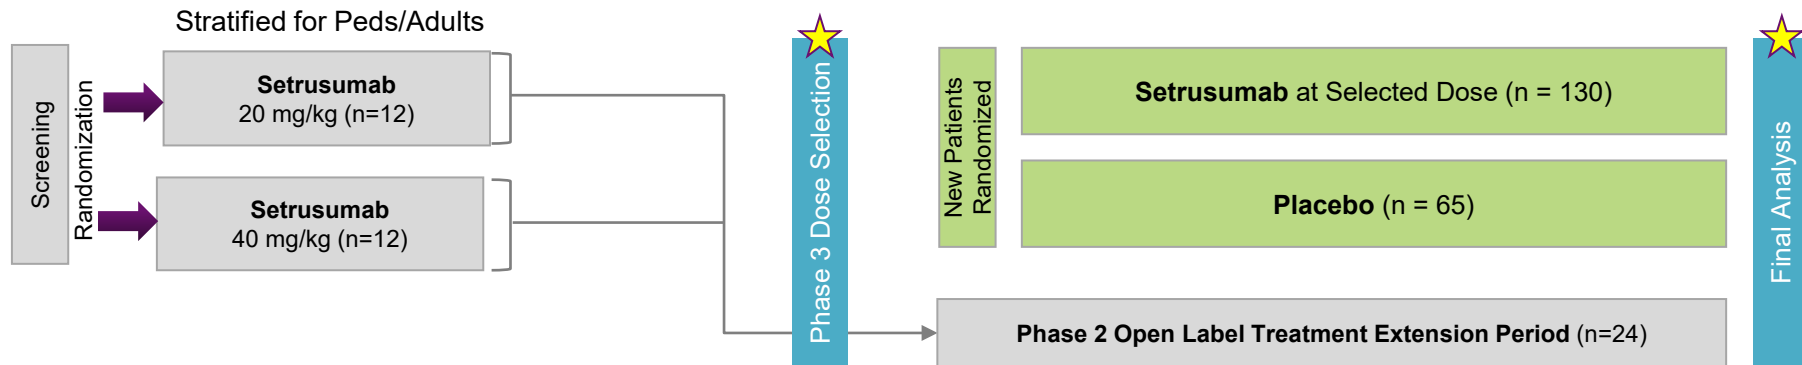 Stratified for Peds/Adults
Screening
Randomization
Setrusumab
20 mg/kg (n=12)
Setrusumab
40 mg/kg (n=12)
Phase 3 Dose Selection
New Patients
Randomized
Setrusumab at Selected Dose (n = 130)
Placebo (n = 65)
Phase 2 Open Label Treatment Extension Period (n=24)
Final Analysis